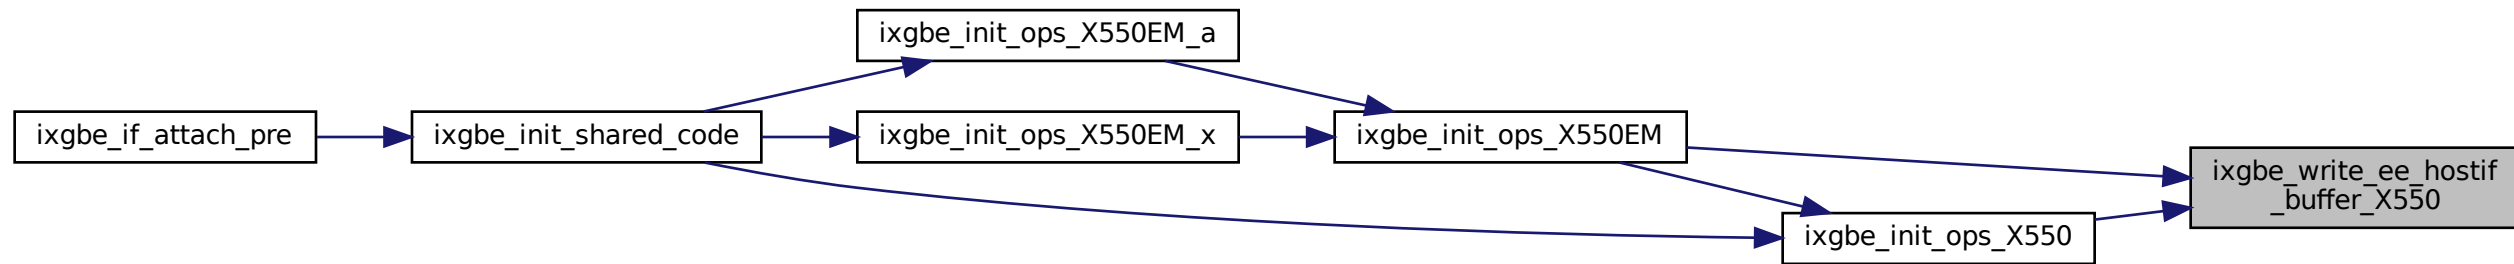 ixgbe_init_ops_X550EM_a
ixgbe_if_attach_pre
ixgbe_init_shared_code
ixgbe_init_ops_X550EM_x
ixgbe_init_ops_X550EM
ixgbe_write_ee_hostif
_buffer_X550
ixgbe_init_ops_X550